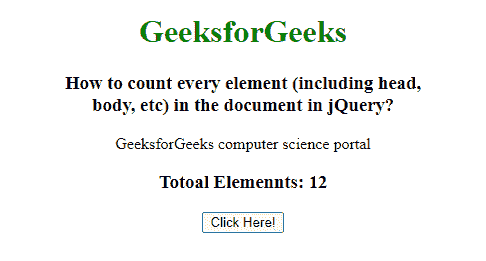 GeeksforGeeks
How to count every element (including head,
body, etc) in the document in jQuery?
GeeksforGeeks computer science portal
Totoal Elemennts: 12
Click Here!